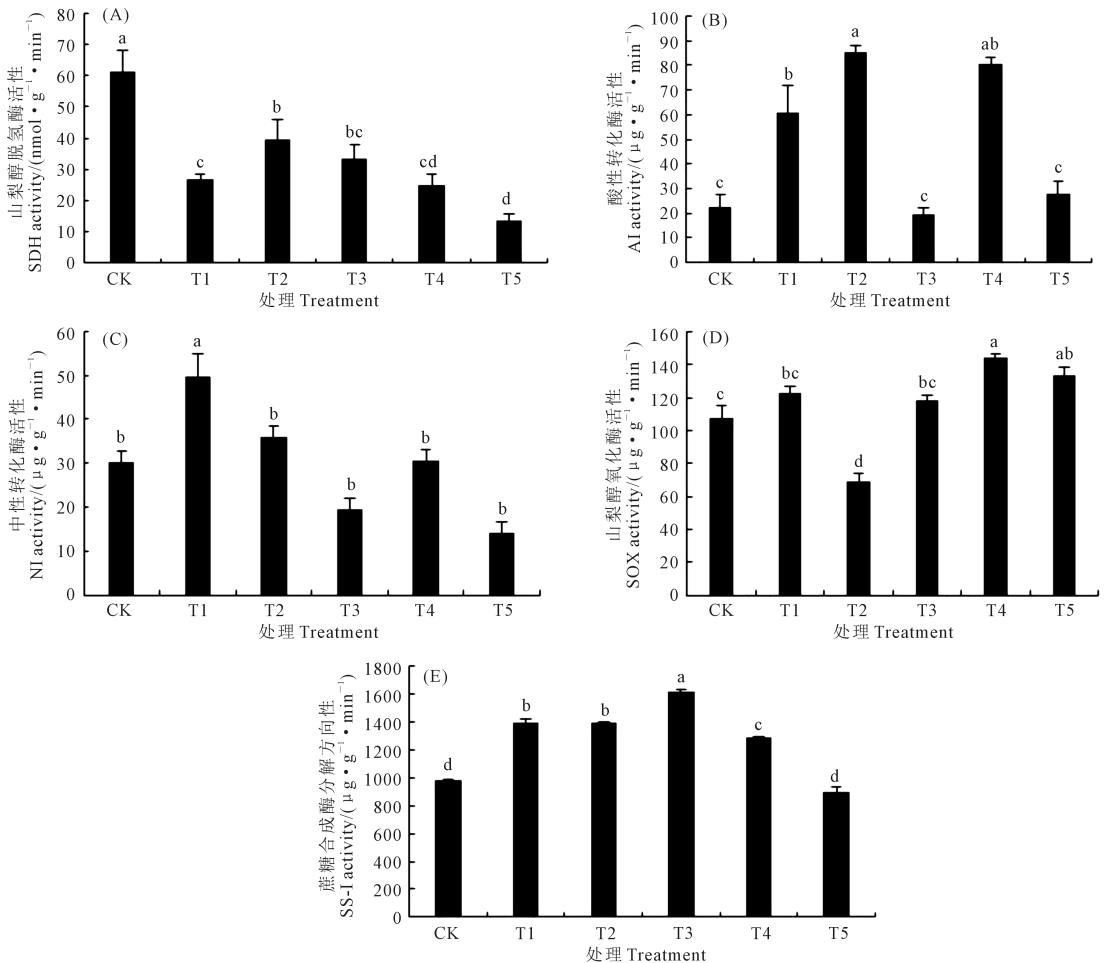 (A)
山梨醇脱氢酶活性
SDH activity/(nmol•g⁻¹•min⁻¹)
80
70
60
50
40
30
20
10
0
a
c
b
bc
cd
d
CK T1 T2 T3 T4 T5
处理 Treatment
(B)
酸性转化酶活性
AI activity/(μg•g⁻¹•min⁻¹)
100
90
80
70
60
50
40
30
20
10
0
c
b
a
c
ab
c
CK T1 T2 T3 T4 T5
处理 Treatment
(C)
中性转化酶活性
NI activity/(μg•g⁻¹•min⁻¹)
60
50
40
30
20
10
0
b
a
b
b
b
b
CK T1 T2 T3 T4 T5
处理 Treatment
(D)
山梨醇氧化酶活性
SOX activity/(μg•g⁻¹•min⁻¹)
160
140
120
100
80
60
40
20
0
c
bc
d
bc
a
ab
CK T1 T2 T3 T4 T5
处理 Treatment
(E)
蔗糖合成酶分解方向性
SS-I activity/(μg•g⁻¹•min⁻¹)
1800
1600
1400
1200
1000
800
600
400
200
0
d
b
b
a
c
d
CK T1 T2 T3 T4 T5
处理 Treatment